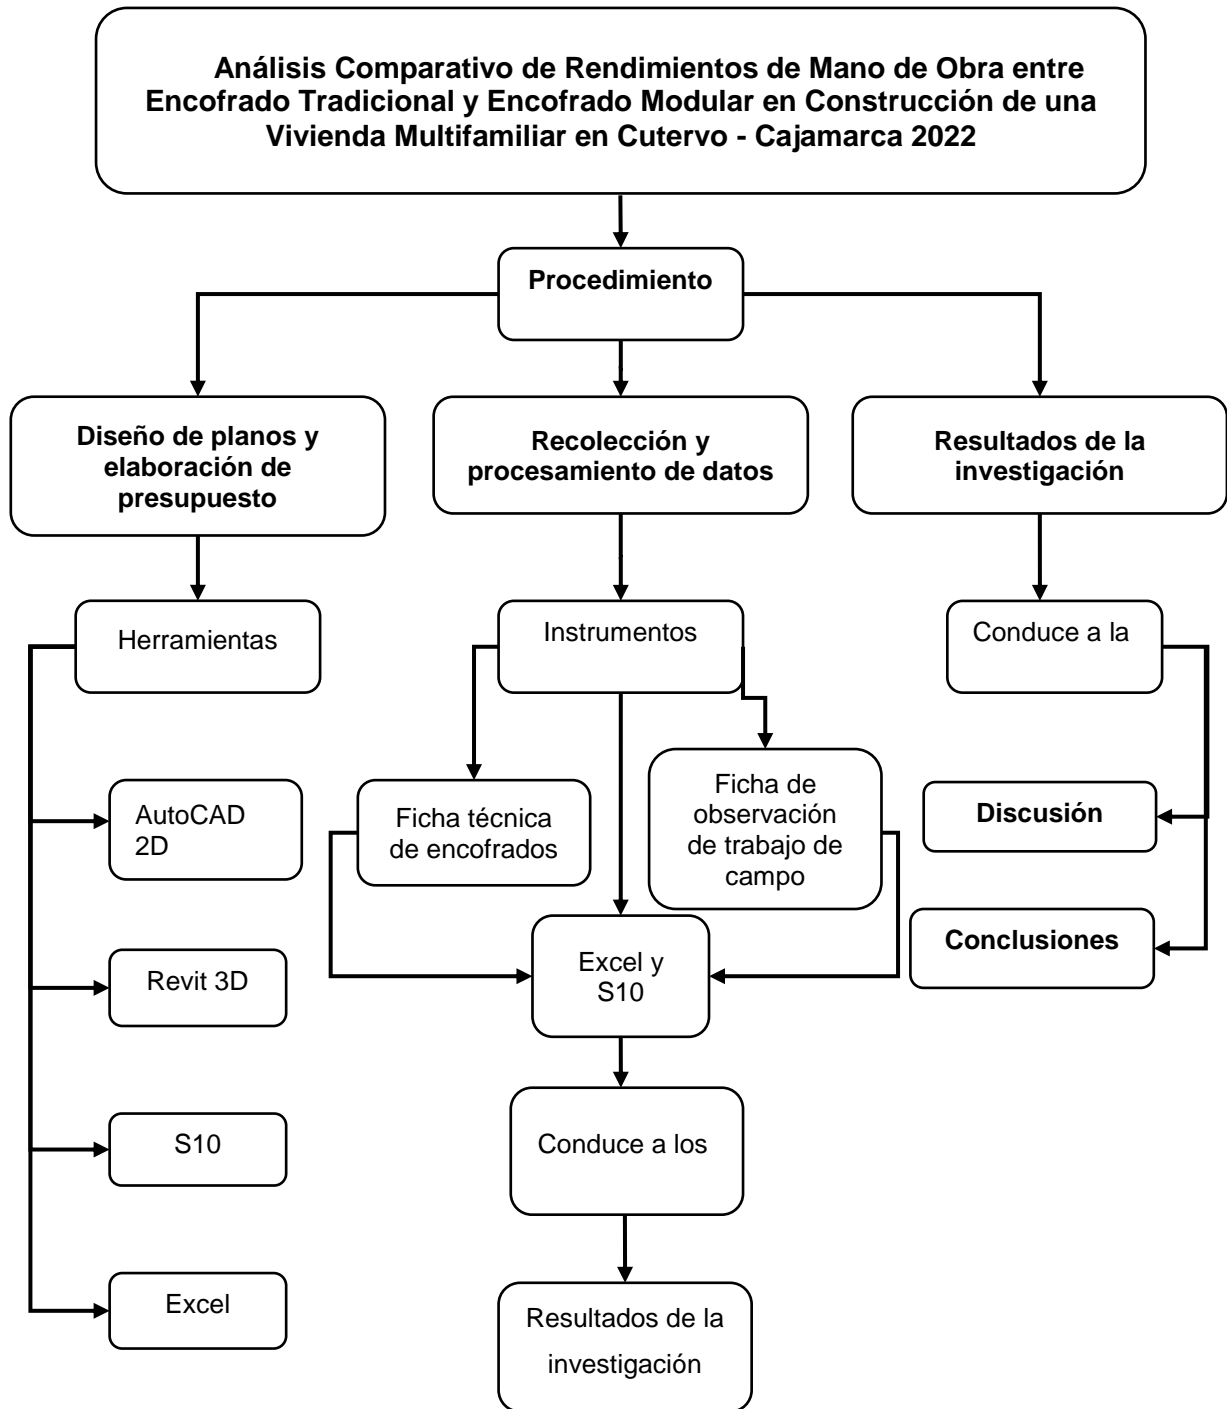 Análisis Comparativo de Rendimientos de Mano de Obra entre
Encofrado Tradicional y Encofrado Modular en Construcción de una
Vivienda Multifamiliar en Cutervo - Cajamarca 2022
Procedimiento
Diseño de planos y
elaboración de
presupuesto
Recolección y
procesamiento de datos
Resultados de la
investigación
Herramientas
Instrumentos
Conduce a la
AutoCAD
2D
Revit 3D
S10
Excel
Ficha técnica
de encofrados
Ficha de
observación
de trabajo de
campo
Excel y
S10
Conduce a los
Resultados de la
investigación
Discusión
Conclusiones